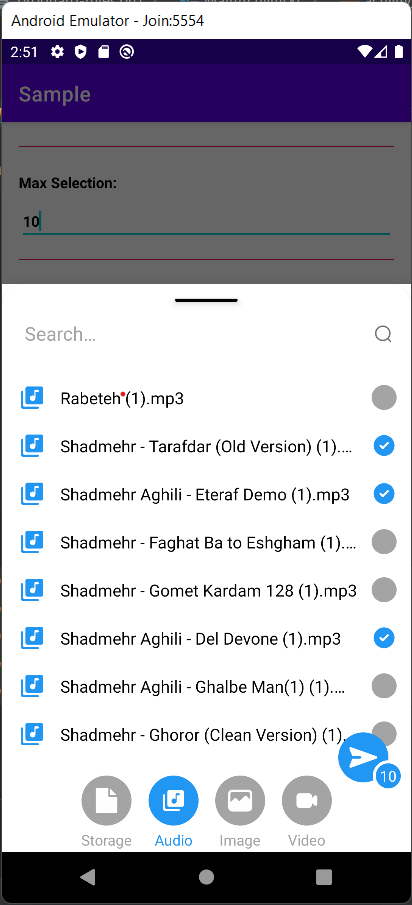 Android Emulator - Join:5554
2:51
Sample
Max Selection:
10
Search...
Rabeteh (1).mp3
Shadmehr - Tarafdar (Old Version) (1)....
Shadmehr Aghili - Eteraf Demo (1).mp3
Shadmehr - Faghat Ba to Eshgham (1)....
Shadmehr - Gomet Kardam 128 (1).mp3
Shadmehr Aghili - Del Devone (1).mp3
Shadmehr Aghili - Ghalbe Man(1) (1)....
Shadmehr - Ghoror (Clean Version) (1).
10
Storage Audio Image Video